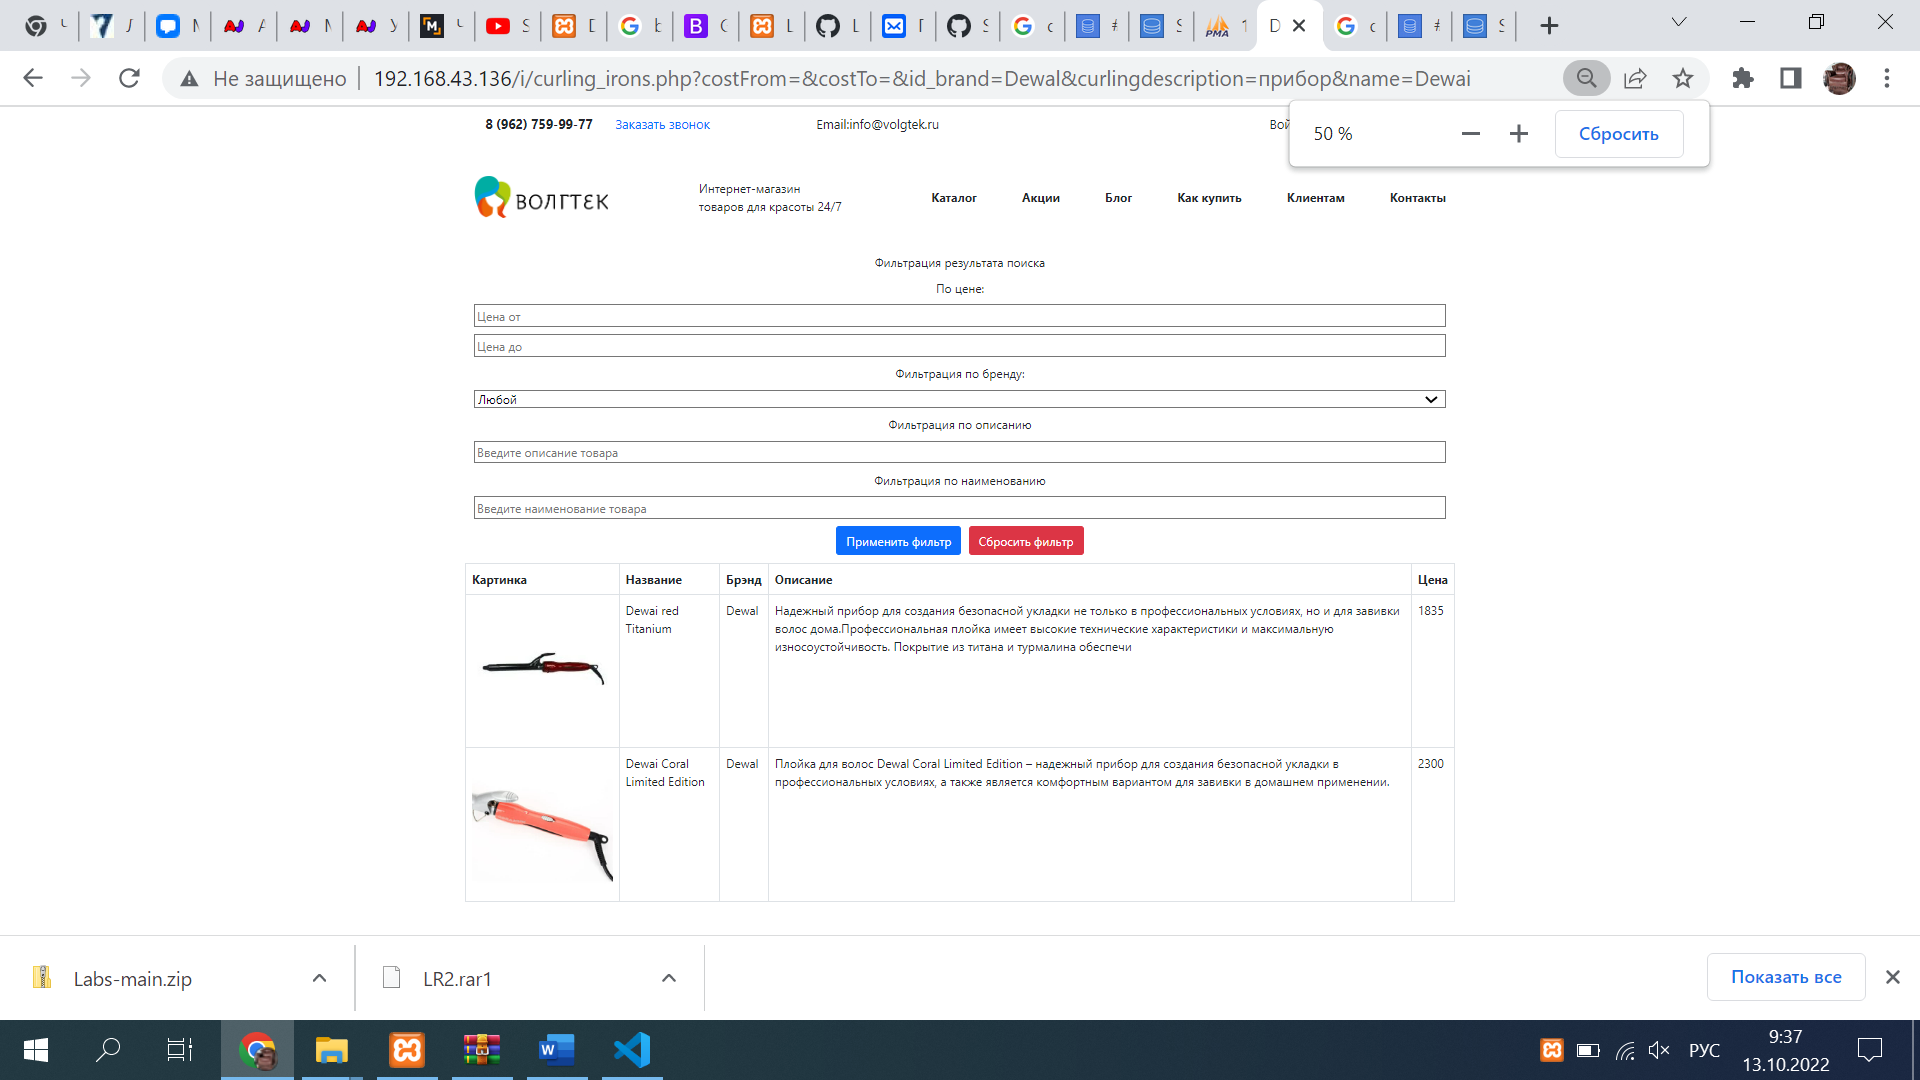 Не защищено
192.168.43.136/i/curling_irons.php?costFrom=&costTo=&id_brand=Dewal&curlingdescription=прибор&name=Dewai
50 %
Сбросить
8 (962) 759-99-77
Заказать звонок
Email:info@volgtek.ru
Вой
ВОЛГТЕК
Интернет-магазин
товаров для красоты 24/7
Каталог
Акции
Блог
Как купить
Клиентам
Контакты
Фильтрация результата поиска
По цене:
Цена от
Цена до
Фильтрация по бренду:
Любой
Фильтрация по описанию
Введите описание товара
Фильтрация по наименованию
Введите наименование товара
Применить фильтр
Сбросить фильтр
Картинка
Название
Брэнд
Описание
Цена
Dewai red
Titanium
Dewal
Надежный прибор для создания безопасной укладки не только в профессиональных условиях, но и для завивки
волос дома.Профессиональная плойка имеет высокие технические характеристики и максимальную
износоустойчивость. Покрытие из титана и турмалина обеспечи
1835
Dewai Coral
Limited Edition
Dewal
Плойка для волос Dewal Coral Limited Edition – надежный прибор для создания безопасной укладки в
профессиональных условиях, а также является комфортным вариантом для завивки в домашнем применении.
2300
Labs-main.zip
LR2.rar1
Показать все
РУС
9:37
13.10.2022